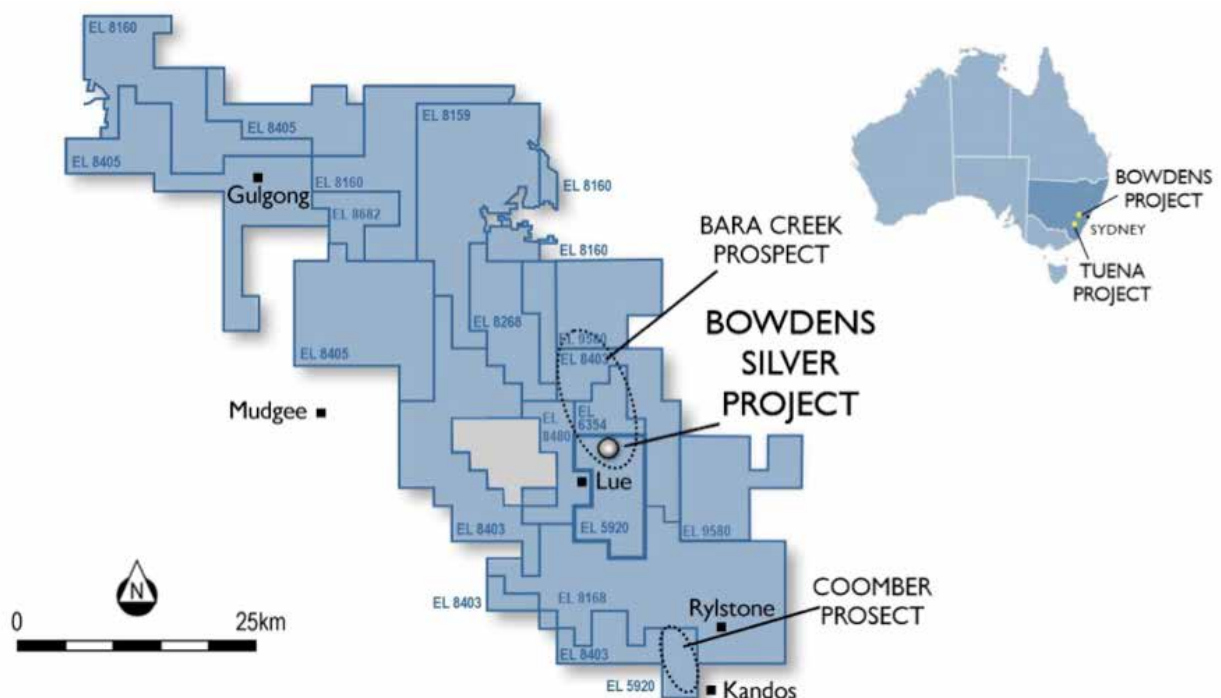 EL 8160
EL 8405
EL 8405
EL 8159
Gulgong
EL 8160
EL 8682
EL 8160
EL 8160
BARA CREEK
PROSPECT
BOWDENS
PROJECT
SYDNEY
TUENA
PROJECT
EL 8268
EL 9580
EL 8403
EL 8405
BOWDENS
SILVER
PROJECT
Mudgee
EL
8480
EL
6354
Lue
EL 8403
EL 5920
EL 9580
N
0
25km
EL 8403
EL 8168
Rylstone
COOMBER
PROSECT
EL 8403
EL 5920
Kandos